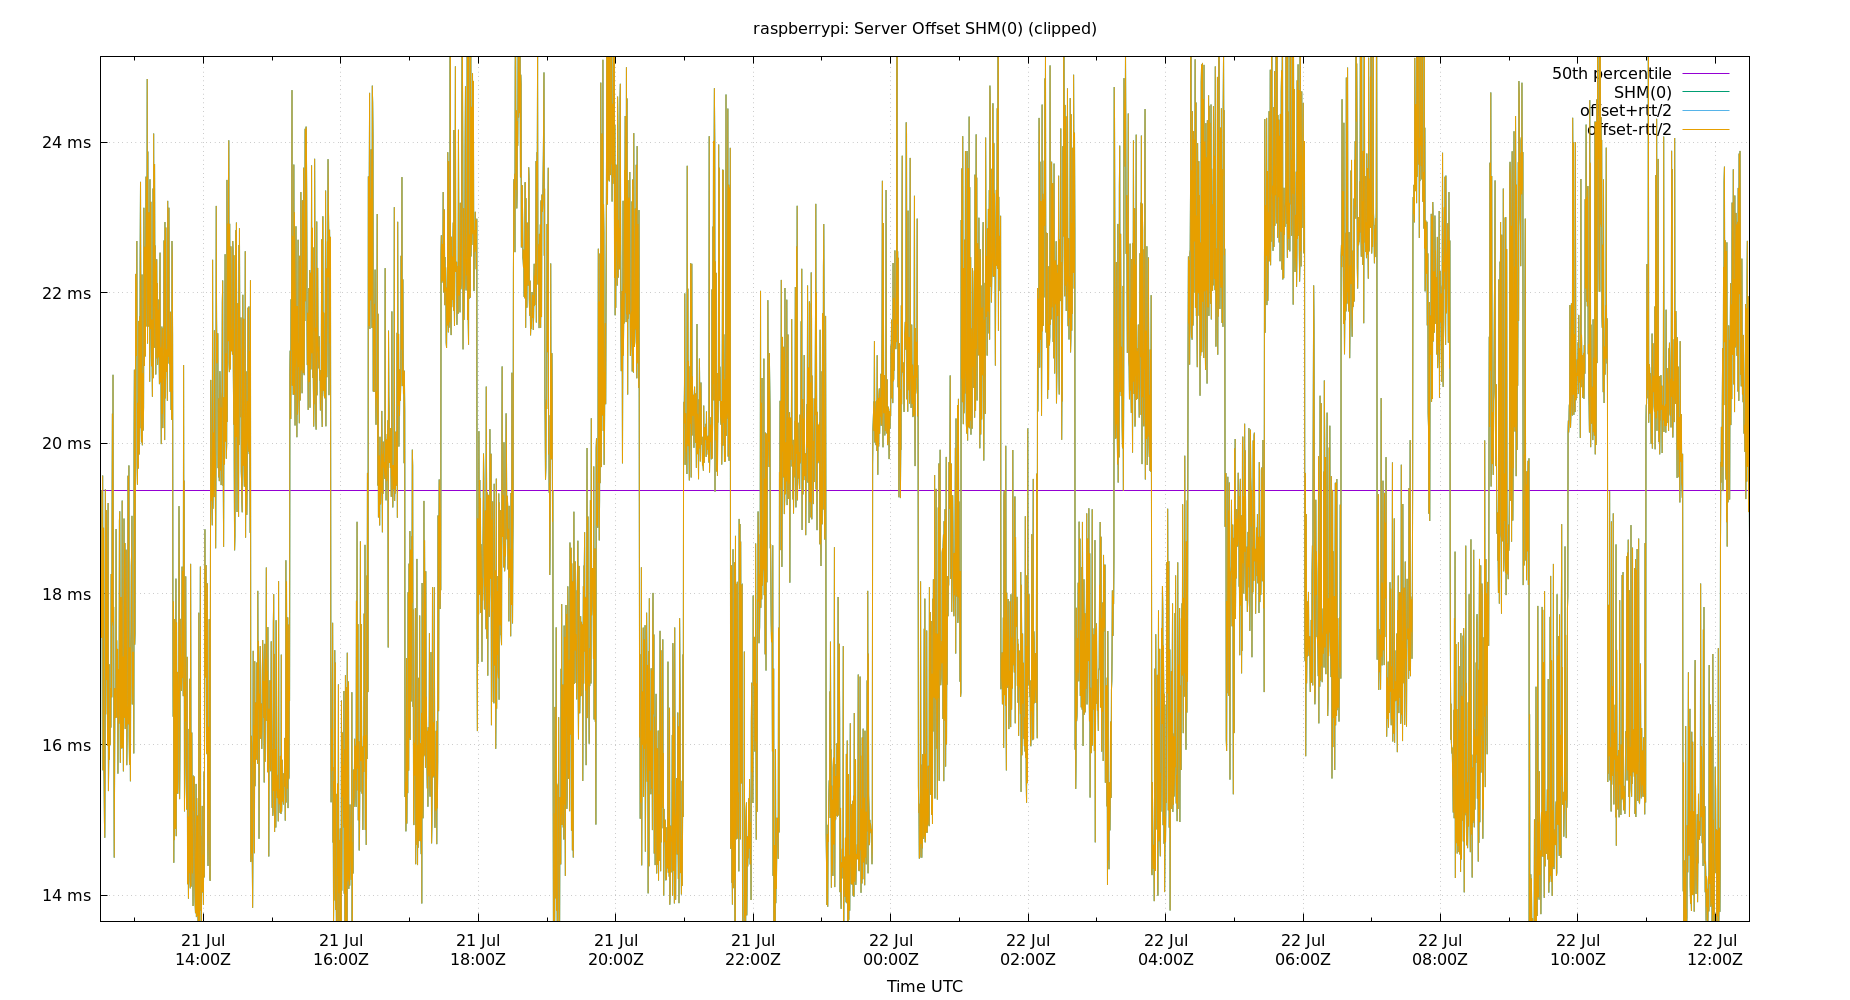 raspberrypi: Server Offset SHM(0) (clipped)
50th percentile
SHM(0)
offset+rtt/2
offset-rtt/2
24 ms
22 ms
20 ms
18 ms
16 ms
14 ms
21 Jul 21 Jul 21 Jul 21 Jul 21 Jul 22 Jul 22 Jul 22 Jul 22 Jul 22 Jul 22 Jul 22 Jul
14:00Z 16:00Z 18:00Z 20:00Z 22:00Z 00:00Z 02:00Z 04:00Z 06:00Z 08:00Z 10:00Z 12:00Z
Time UTC